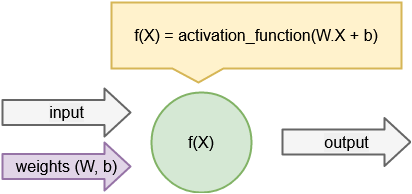 f(X) = activation_function(W.X + b)
input
weights (W, b)
f(X)
output